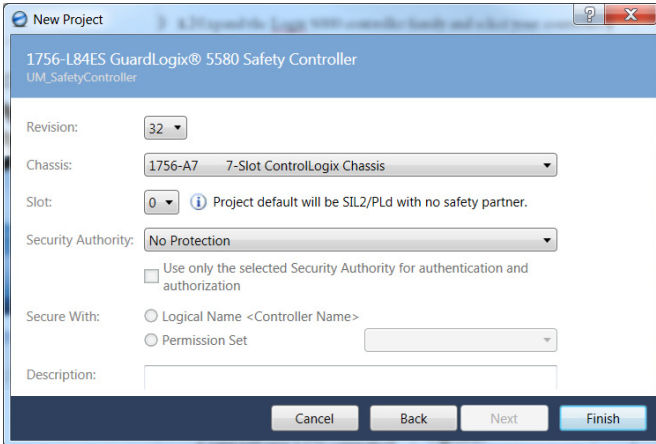 New Project
1756-L84ES GuardLogix® 5580 Safety Controller
UM_SafetyController
Revision:
32
Chassis:
1756-A7 7-Slot ControlLogix Chassis
Slot:
0
Project default will be SIL2/PLd with no safety partner.
Security Authority:
No Protection
Use only the selected Security Authority for authentication and
authorization
Secure With:
Logical Name <Controller Name>
Permission Set
Description:
Cancel Back Next Finish